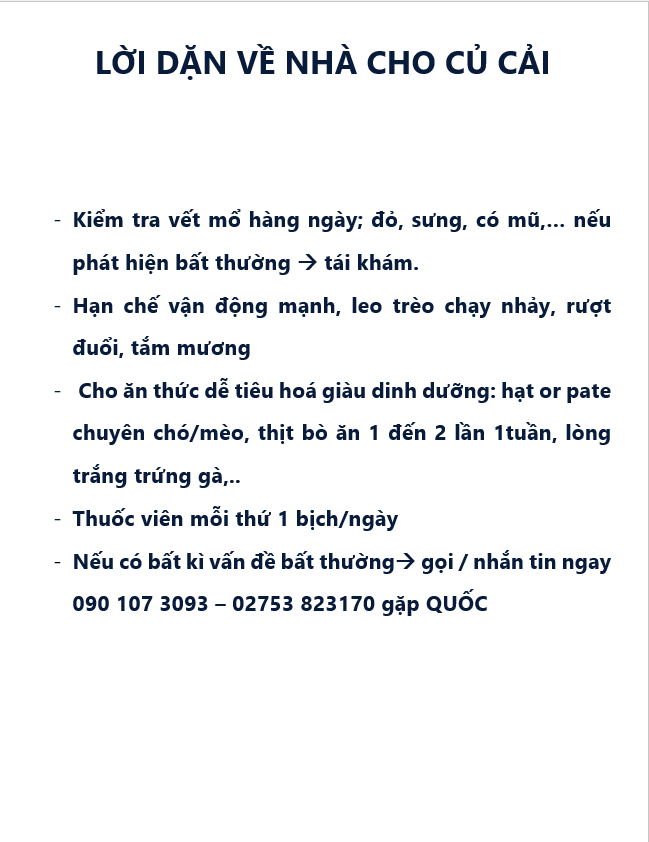 LỜI DẶN VỀ NHÀ CHO CỦ CẢI
- Kiểm tra vết mổ hàng ngày; đỏ, sưng, có mũ,... nếu
phát hiện bất thường → tái khám.
- Hạn chế vận động mạnh, leo trèo chạy nhảy, rượt
đuổi, tắm mương
- Cho ăn thức dễ tiêu hoá giàu dinh dưỡng: hạt or pate
chuyên chó/mèo, thịt bò ăn 1 đến 2 lần 1tuần, lòng
trắng trứng gà,..
- Thuốc viên mỗi thứ 1 bịch/ngày
- Nếu có bất kì vấn đề bất thường→ gọi / nhắn tin ngay
090 107 3093 – 02753 823170 gặp QUỐC